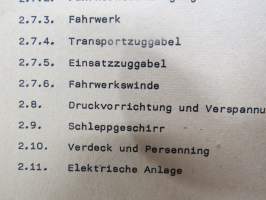 2.7.3. Fahrwerk
2.7.4. Transportzuggabel
2.7.5. Einsatzzuggabel
2.7.6. Fahrwerkswinde
2.8. Druckvorrichtung und Verspannu
2.9. Schleppgeschirr
2.10. Verdeck und Persenning
2.11. Elektrische Anlage